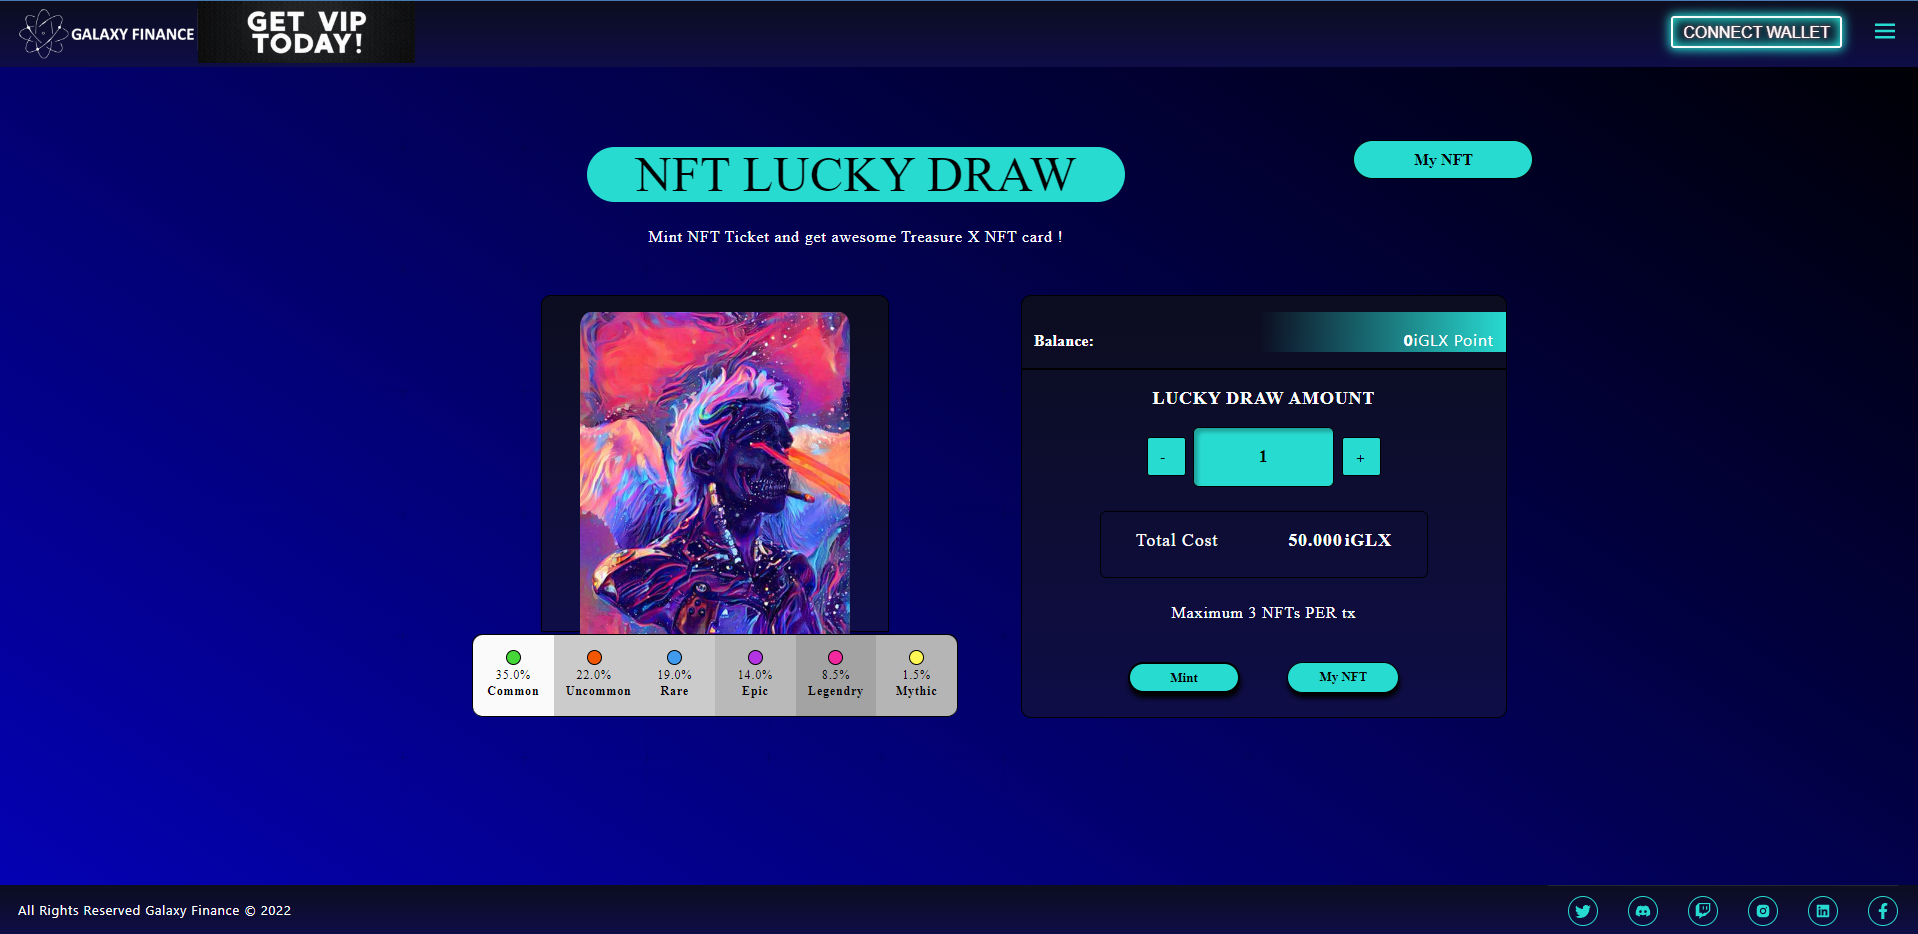 GALAXY FINANCE
GET VIP
TODAY!
CONNECT WALLET
NFT LUCKY DRAW
My NFT
Mint NFT Ticket and get awesome Treasure X NFT card !
Balance:
0iGLX Point
LUCKY DRAW AMOUNT
- 1 +
Total Cost 50.000iGLX
Maximum 3 NFTs PER tx
Mint My NFT
35.0% 22.0% 19.0% 14.0% 8.5% 1.5%
Common Uncommon Rare Epic Legendry Mythic
All Rights Reserved Galaxy Finance © 2022